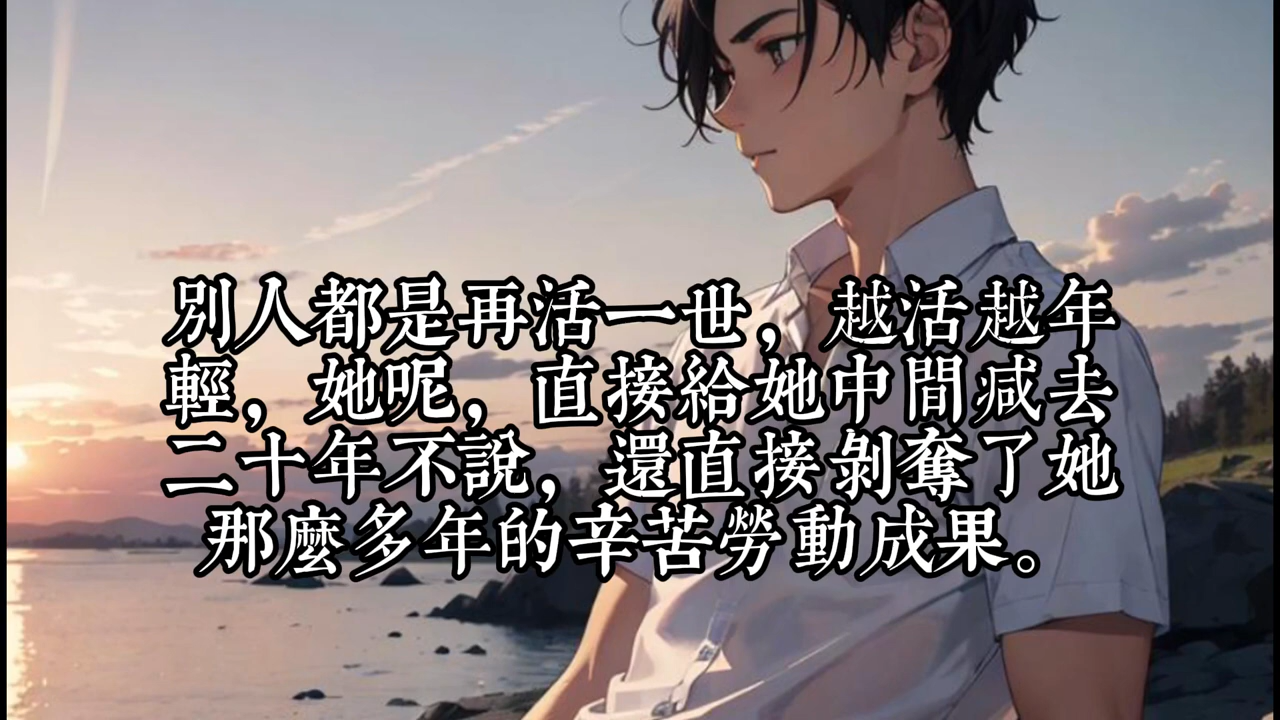 別人都是再活一世，越活越年
輕，她呢，直接給她中間減去
二十年不說，還直接剝奪了她
那麼多年的辛苦勞動成果。